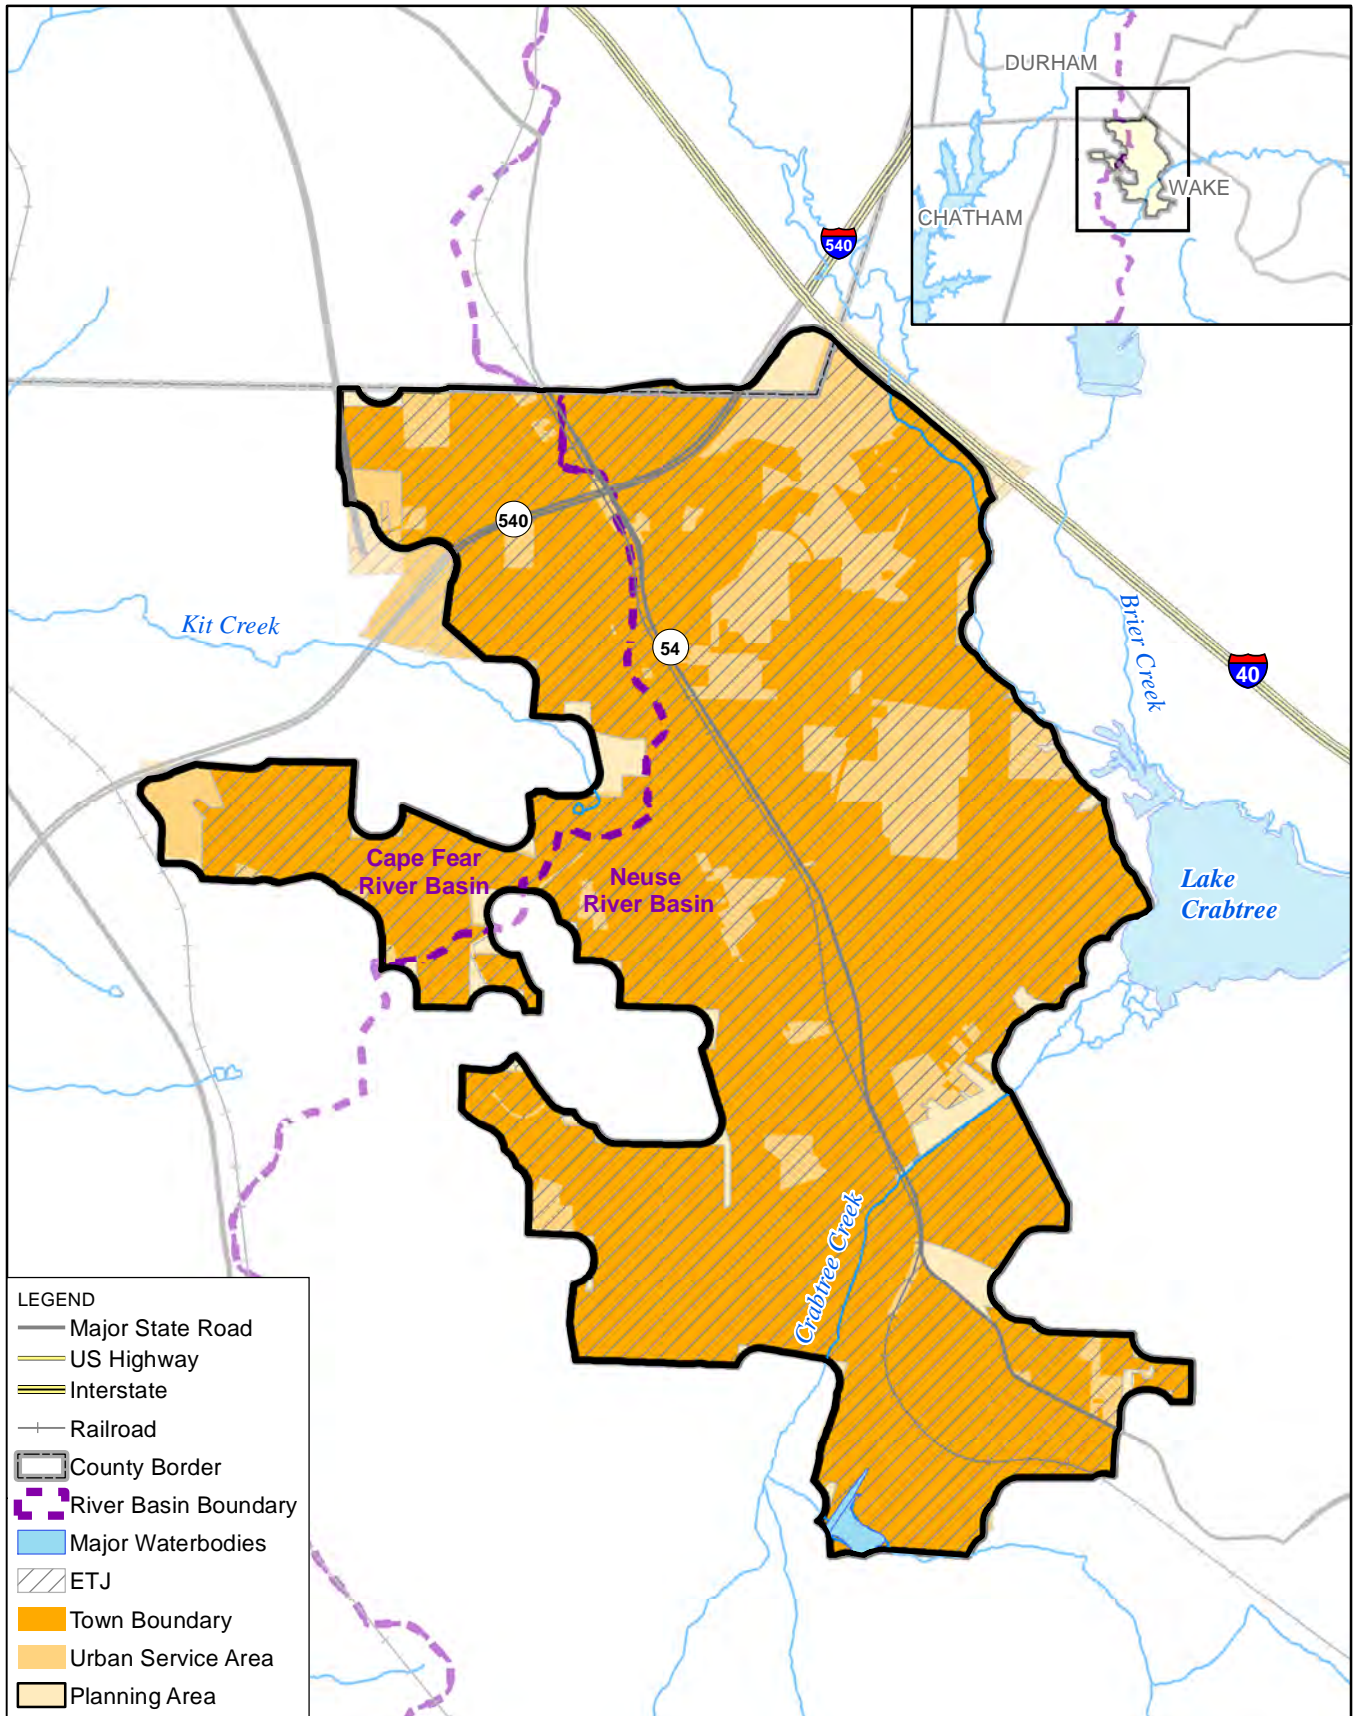 DURHAM
WAKE
CHATHAM
540
540
Kit Creek
54
Brier Creek
40
Cape Fear
River Basin
Neuse
River Basin
Lake
Crabtree
Crabtree Creek
LEGEND
Major State Road
US Highway
Interstate
Railroad
County Border
River Basin Boundary
Major Waterbodies
ETJ
Town Boundary
Urban Service Area
Planning Area